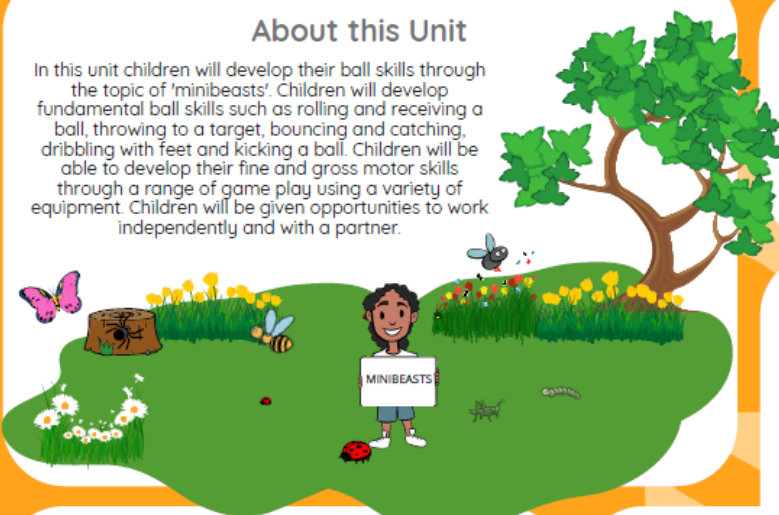 About this Unit
In this unit children will develop their ball skills through
the topic of 'minibeasts'. Children will develop
fundamental ball skills such as rolling and receiving a
ball, throwing to a target, bouncing and catching,
dribbling with feet and kicking a ball. Children will be
able to develop their fine and gross motor skills
through a range of game play using a variety of
equipment. Children will be given opportunities to work
independently and with a partner.
MINIBEASTS